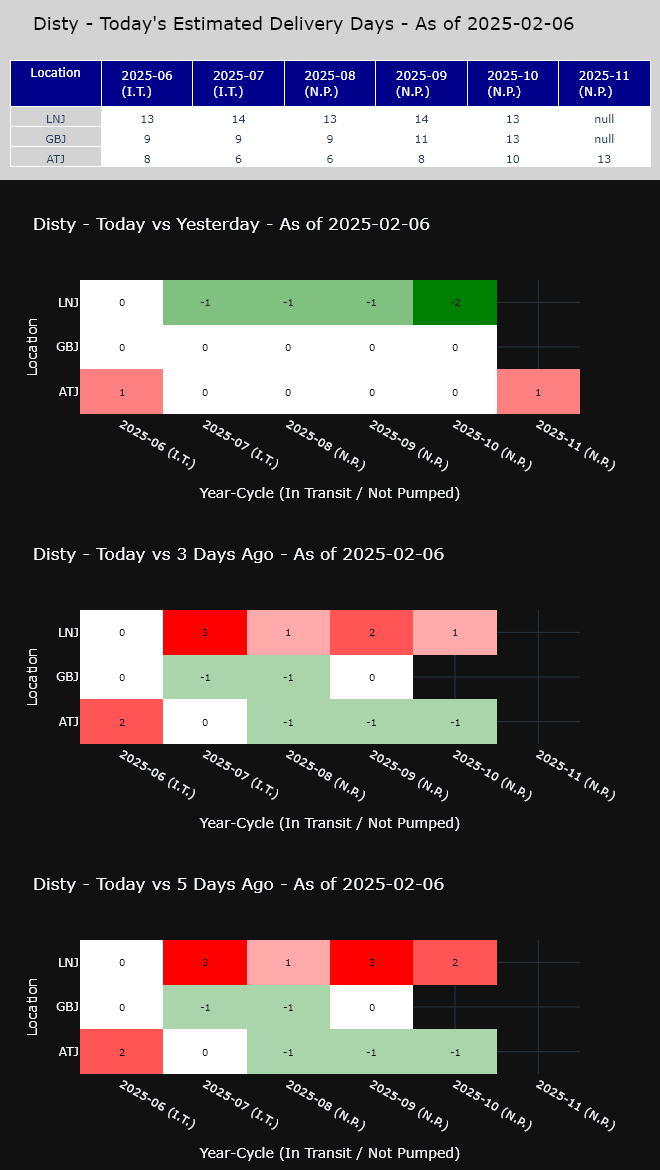 Disty - Today's Estimated Delivery Days - As of 2025-02-06
Location 2025-06 (I.T.) 2025-07 (I.T.) 2025-08 (N.P.) 2025-09 (N.P.) 2025-10 (N.P.) 2025-11 (N.P.)
LNJ 13 14 13 14 13 null
GBJ 9 9 9 11 13 null
ATJ 8 6 6 8 10 13
Disty - Today vs Yesterday - As of 2025-02-06
Location
LNJ 0 -1 -1 -1 -2
GBJ 0 0 0 0 0
ATJ 1 0 0 0 0 1
2025-06 (I.T.) 2025-07 (I.T.) 2025-08 (N.P.) 2025-09 (N.P.) 2025-10 (N.P.) 2025-11 (N.P.)
Year-Cycle (In Transit / Not Pumped)
Disty - Today vs 3 Days Ago - As of 2025-02-06
Location
LNJ 0 3 1 2 1
GBJ 0 -1 -1 0
ATJ 2 0 -1 -1 -1
2025-06 (I.T.) 2025-07 (I.T.) 2025-08 (N.P.) 2025-09 (N.P.) 2025-10 (N.P.) 2025-11 (N.P.)
Year-Cycle (In Transit / Not Pumped)
Disty - Today vs 5 Days Ago - As of 2025-02-06
Location
LNJ 0 3 1 3 2
GBJ 0 -1 -1 0
ATJ 2 0 -1 -1 -1
2025-06 (I.T.) 2025-07 (I.T.) 2025-08 (N.P.) 2025-09 (N.P.) 2025-10 (N.P.) 2025-11 (N.P.)
Year-Cycle (In Transit / Not Pumped)